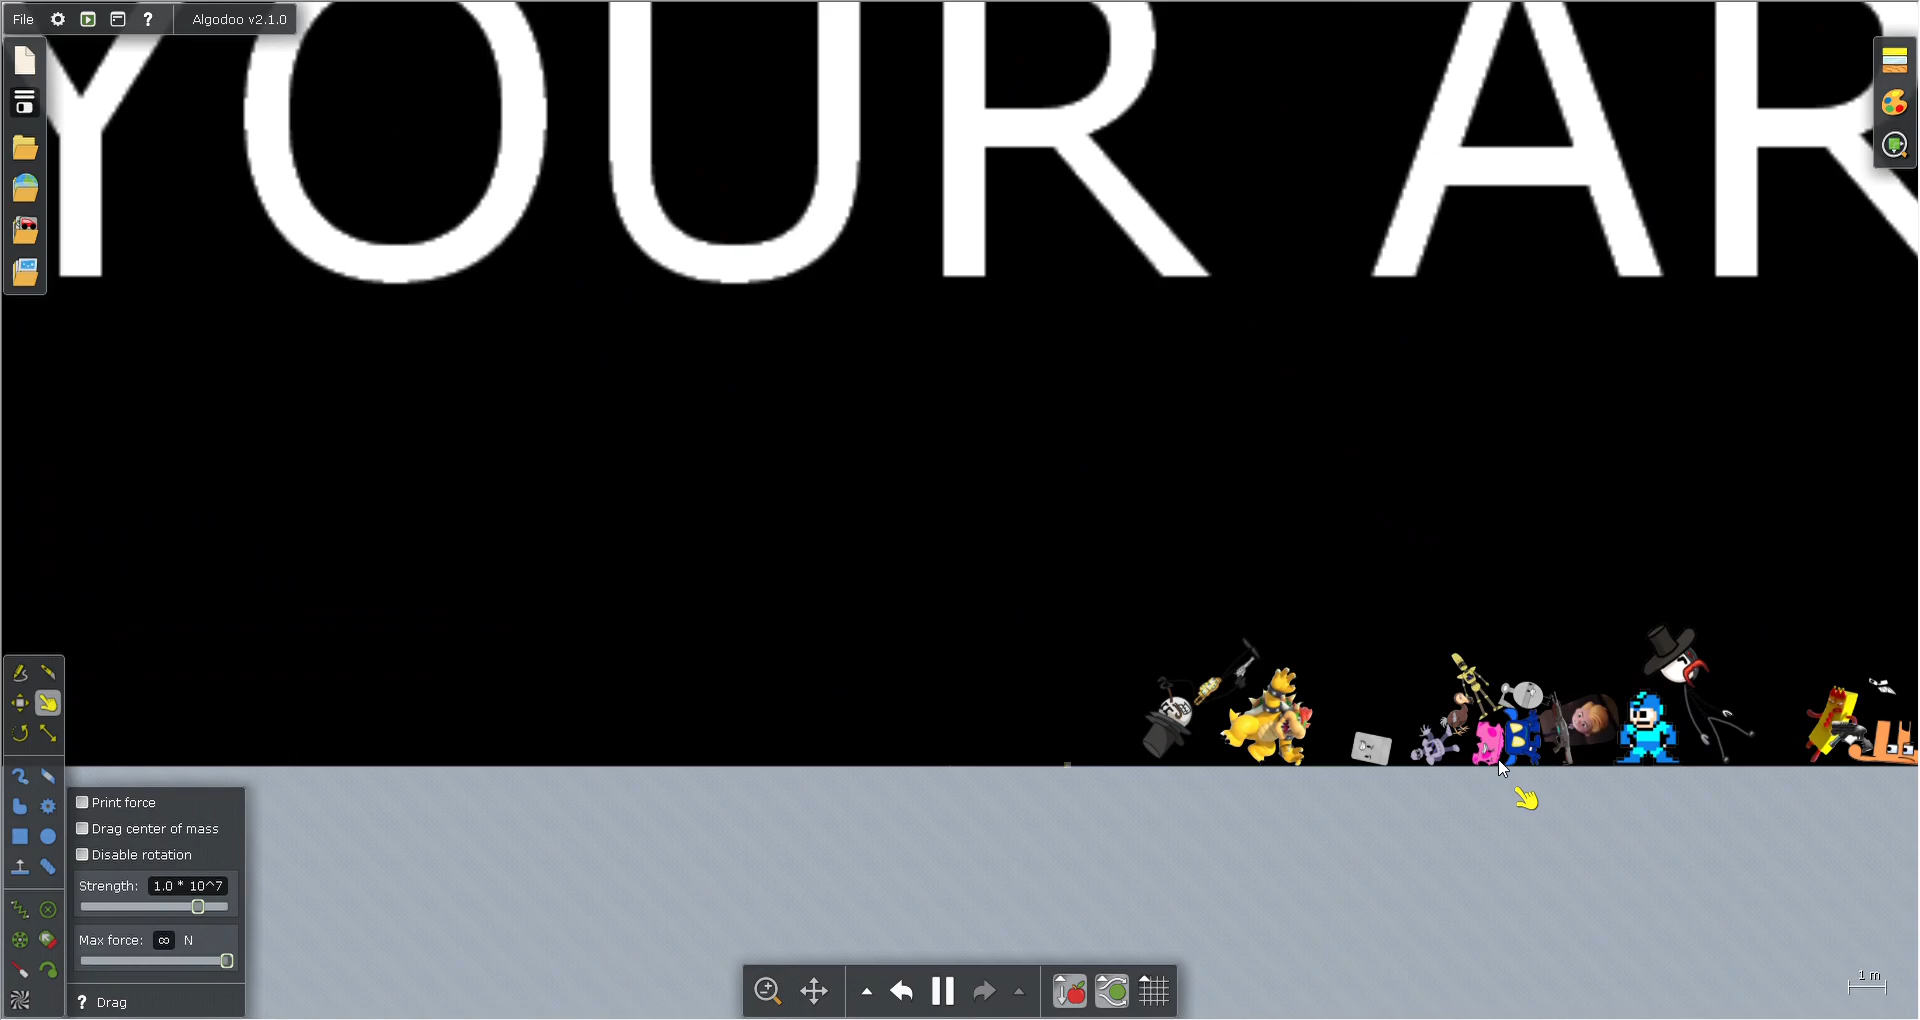 File ? Algodoo v2.1.0
YOUR AR
Print force
Drag center of mass
Disable rotation
Strength: 1.0 * 10^7
Max force: ∞ N
? Drag
1 m